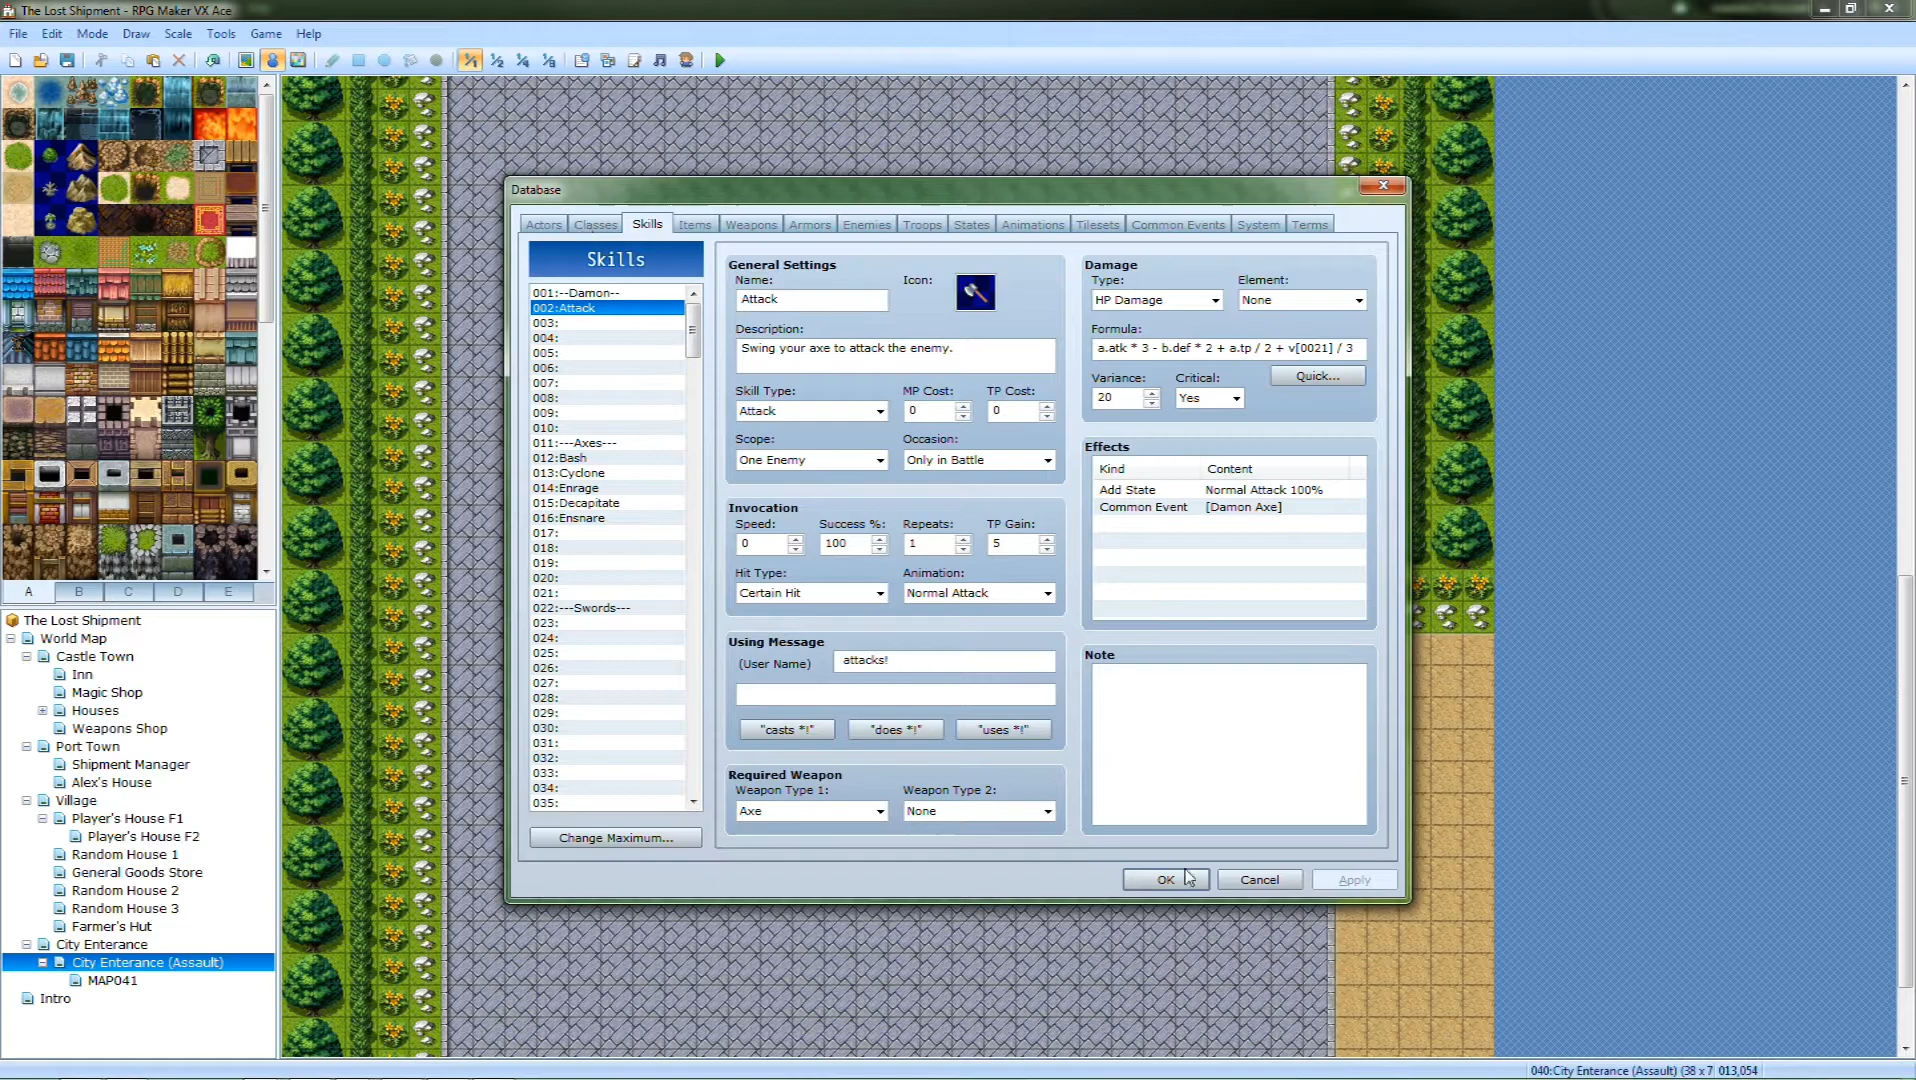 The Lost Shipment - RPG Maker VX Ace
File Edit Mode Draw Scale Tools Game Help
1/1 1/2 1/4 1/8
Database
Actors Classes Skills Items Weapons Armors Enemies Troops States Animations Tilesets Common Events System Terms
Skills
001:--Damon--
002:Attack
003:
004:
005:
006:
007:
008:
009:
010:
011:---Axes---
012:Bash
013:Cyclone
014:Enrage
015:Decapitate
016:Ensnare
017:
018:
019:
020:
021:
022:---Swords---
023:
024:
025:
026:
027:
028:
029:
030:
031:
032:
033:
034:
035:
Change Maximum...
General Settings
Name: Icon:
Attack
Description:
Swing your axe to attack the enemy.
Skill Type: MP Cost: TP Cost:
Attack 0 0
Scope: Occasion:
One Enemy Only in Battle
Invocation
Speed: Success %: Repeats: TP Gain:
0 100 1 5
Hit Type: Animation:
Certain Hit Normal Attack
Using Message
(User Name) attacks!
"casts *!" "does *!" "uses *!"
Required Weapon
Weapon Type 1: Weapon Type 2:
Axe None
Damage
Type: Element:
HP Damage None
Formula:
a.atk * 3 - b.def * 2 + a.tp / 2 + v[0021] / 3
Variance: Critical: Quick...
20 Yes
Effects
Kind Content
Add State Normal Attack 100%
Common Event [Damon Axe]
Note
OK Cancel Apply
A B C D E
The Lost Shipment
World Map
Castle Town
Inn
Magic Shop
Houses
Weapons Shop
Port Town
Shipment Manager
Alex's House
Village
Player's House F1
Player's House F2
Random House 1
General Goods Store
Random House 2
Random House 3
Farmer's Hut
City Enterance
City Enterance (Assault)
MAP041
Intro
040:City Enterance (Assault) (38 x 7 013,054